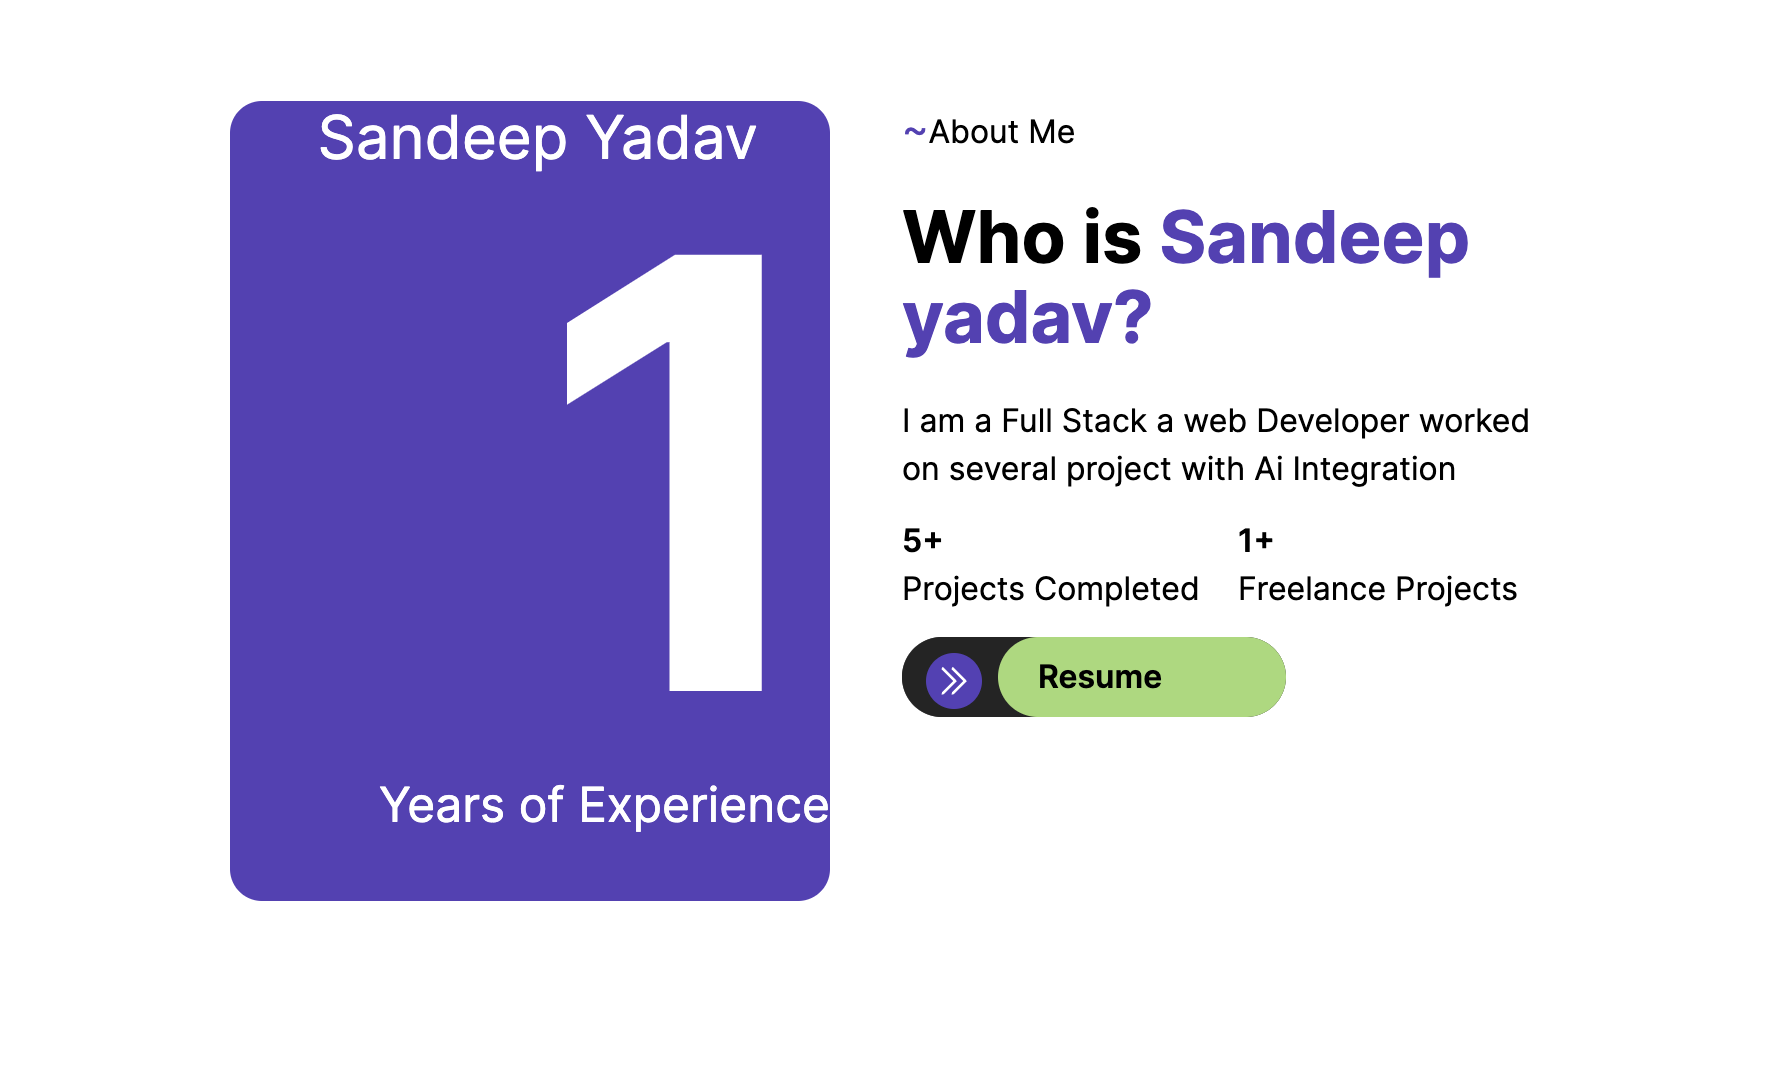 Sandeep Yadav
1
Years of Experience
~About Me
Who is Sandeep
yadav?
I am a Full Stack a web Developer worked
on several project with Ai Integration
5+
Projects Completed
1+
Freelance Projects
Resume